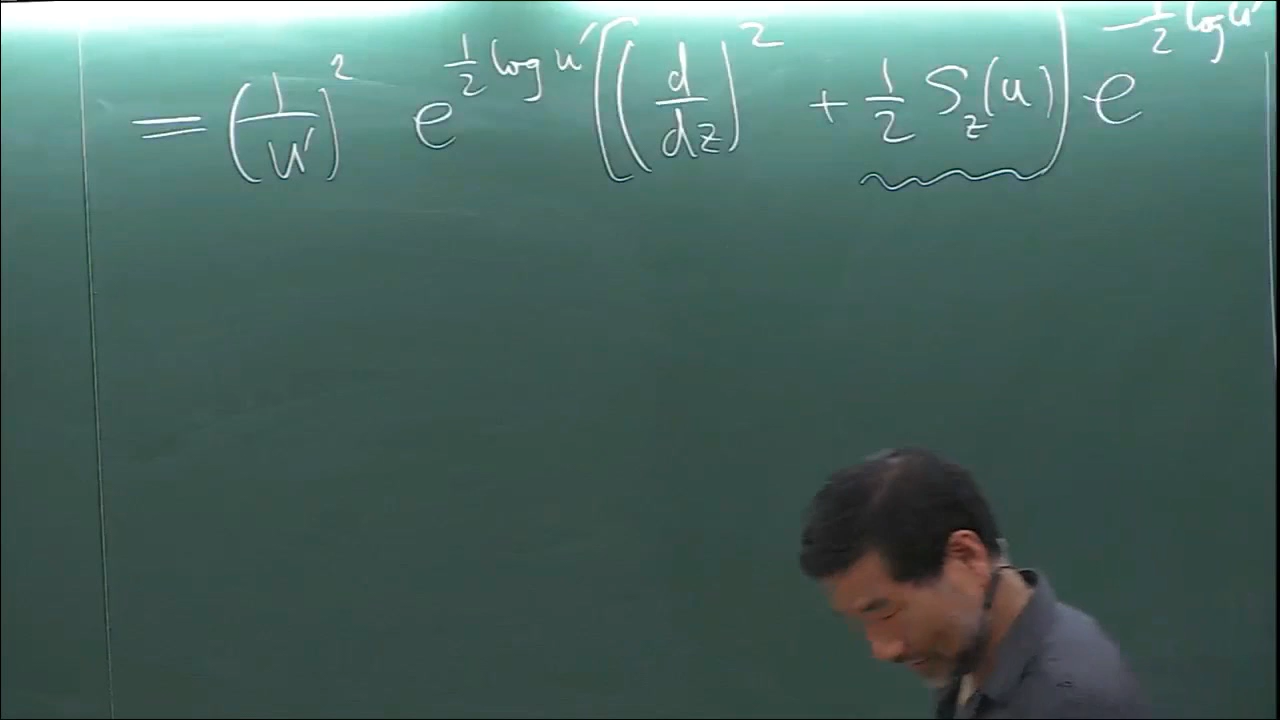 = (1/u′)² e^{½ log u′} ((d/dz)² + ½ S_z(u)) e^{-½ log u′}